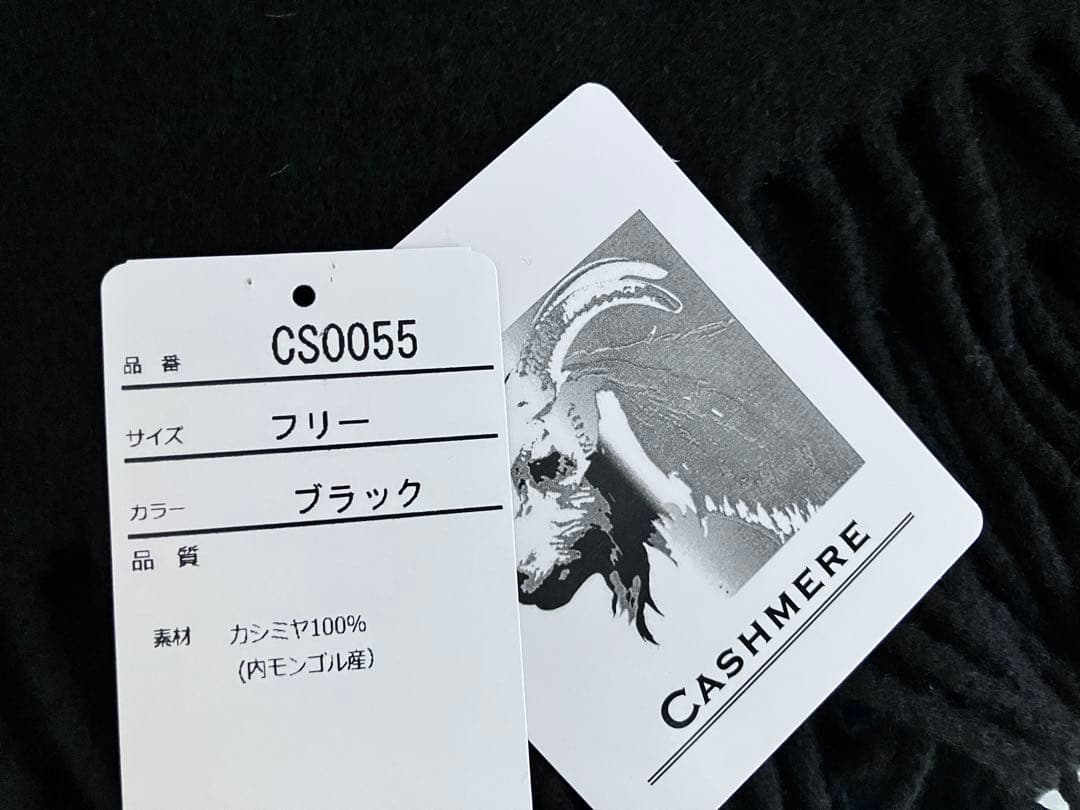 品 番 CS0055
サイズ フリー
カラー ブラック
品 質
素材 カシミヤ100%
(内モンゴル産)
CASHMERE